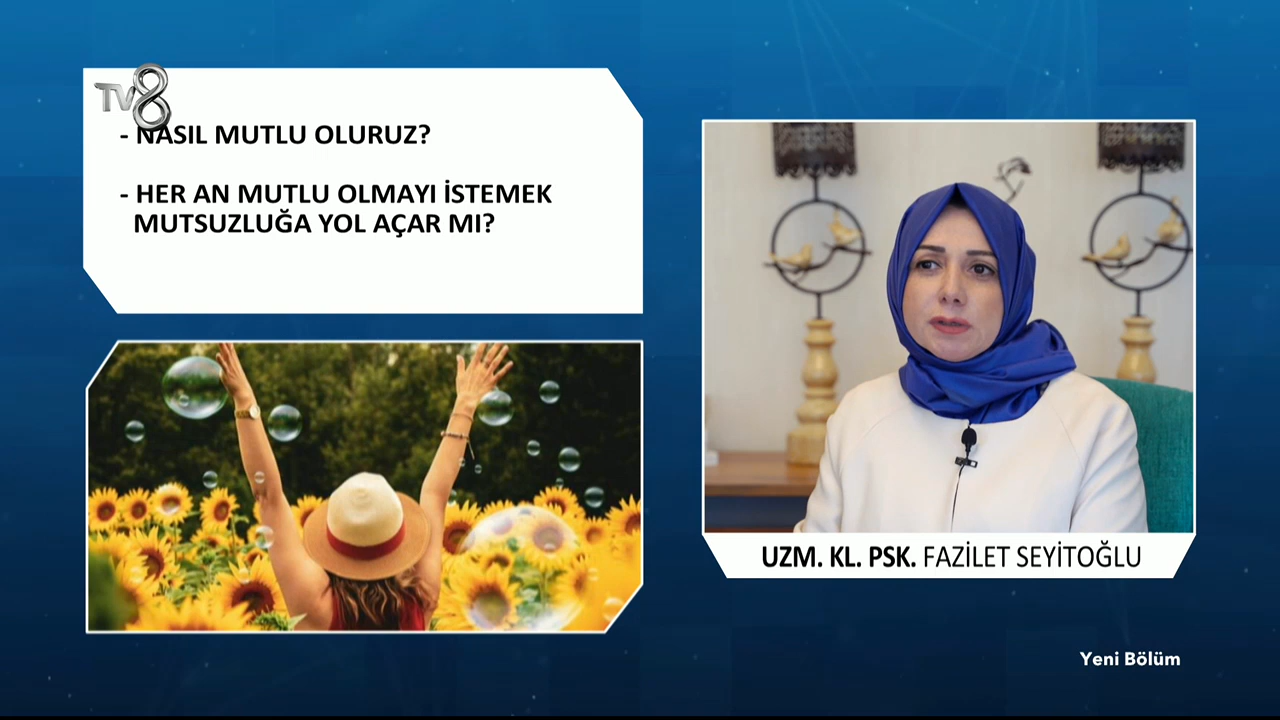 TV8
- NASIL MUTLU OLURUZ?
- HER AN MUTLU OLMAYI İSTEMEK
MUTSUZLUĞA YOL AÇAR MI?
UZM. KL. PSK. FAZİLET SEYİTOĞLU
Yeni Bölüm